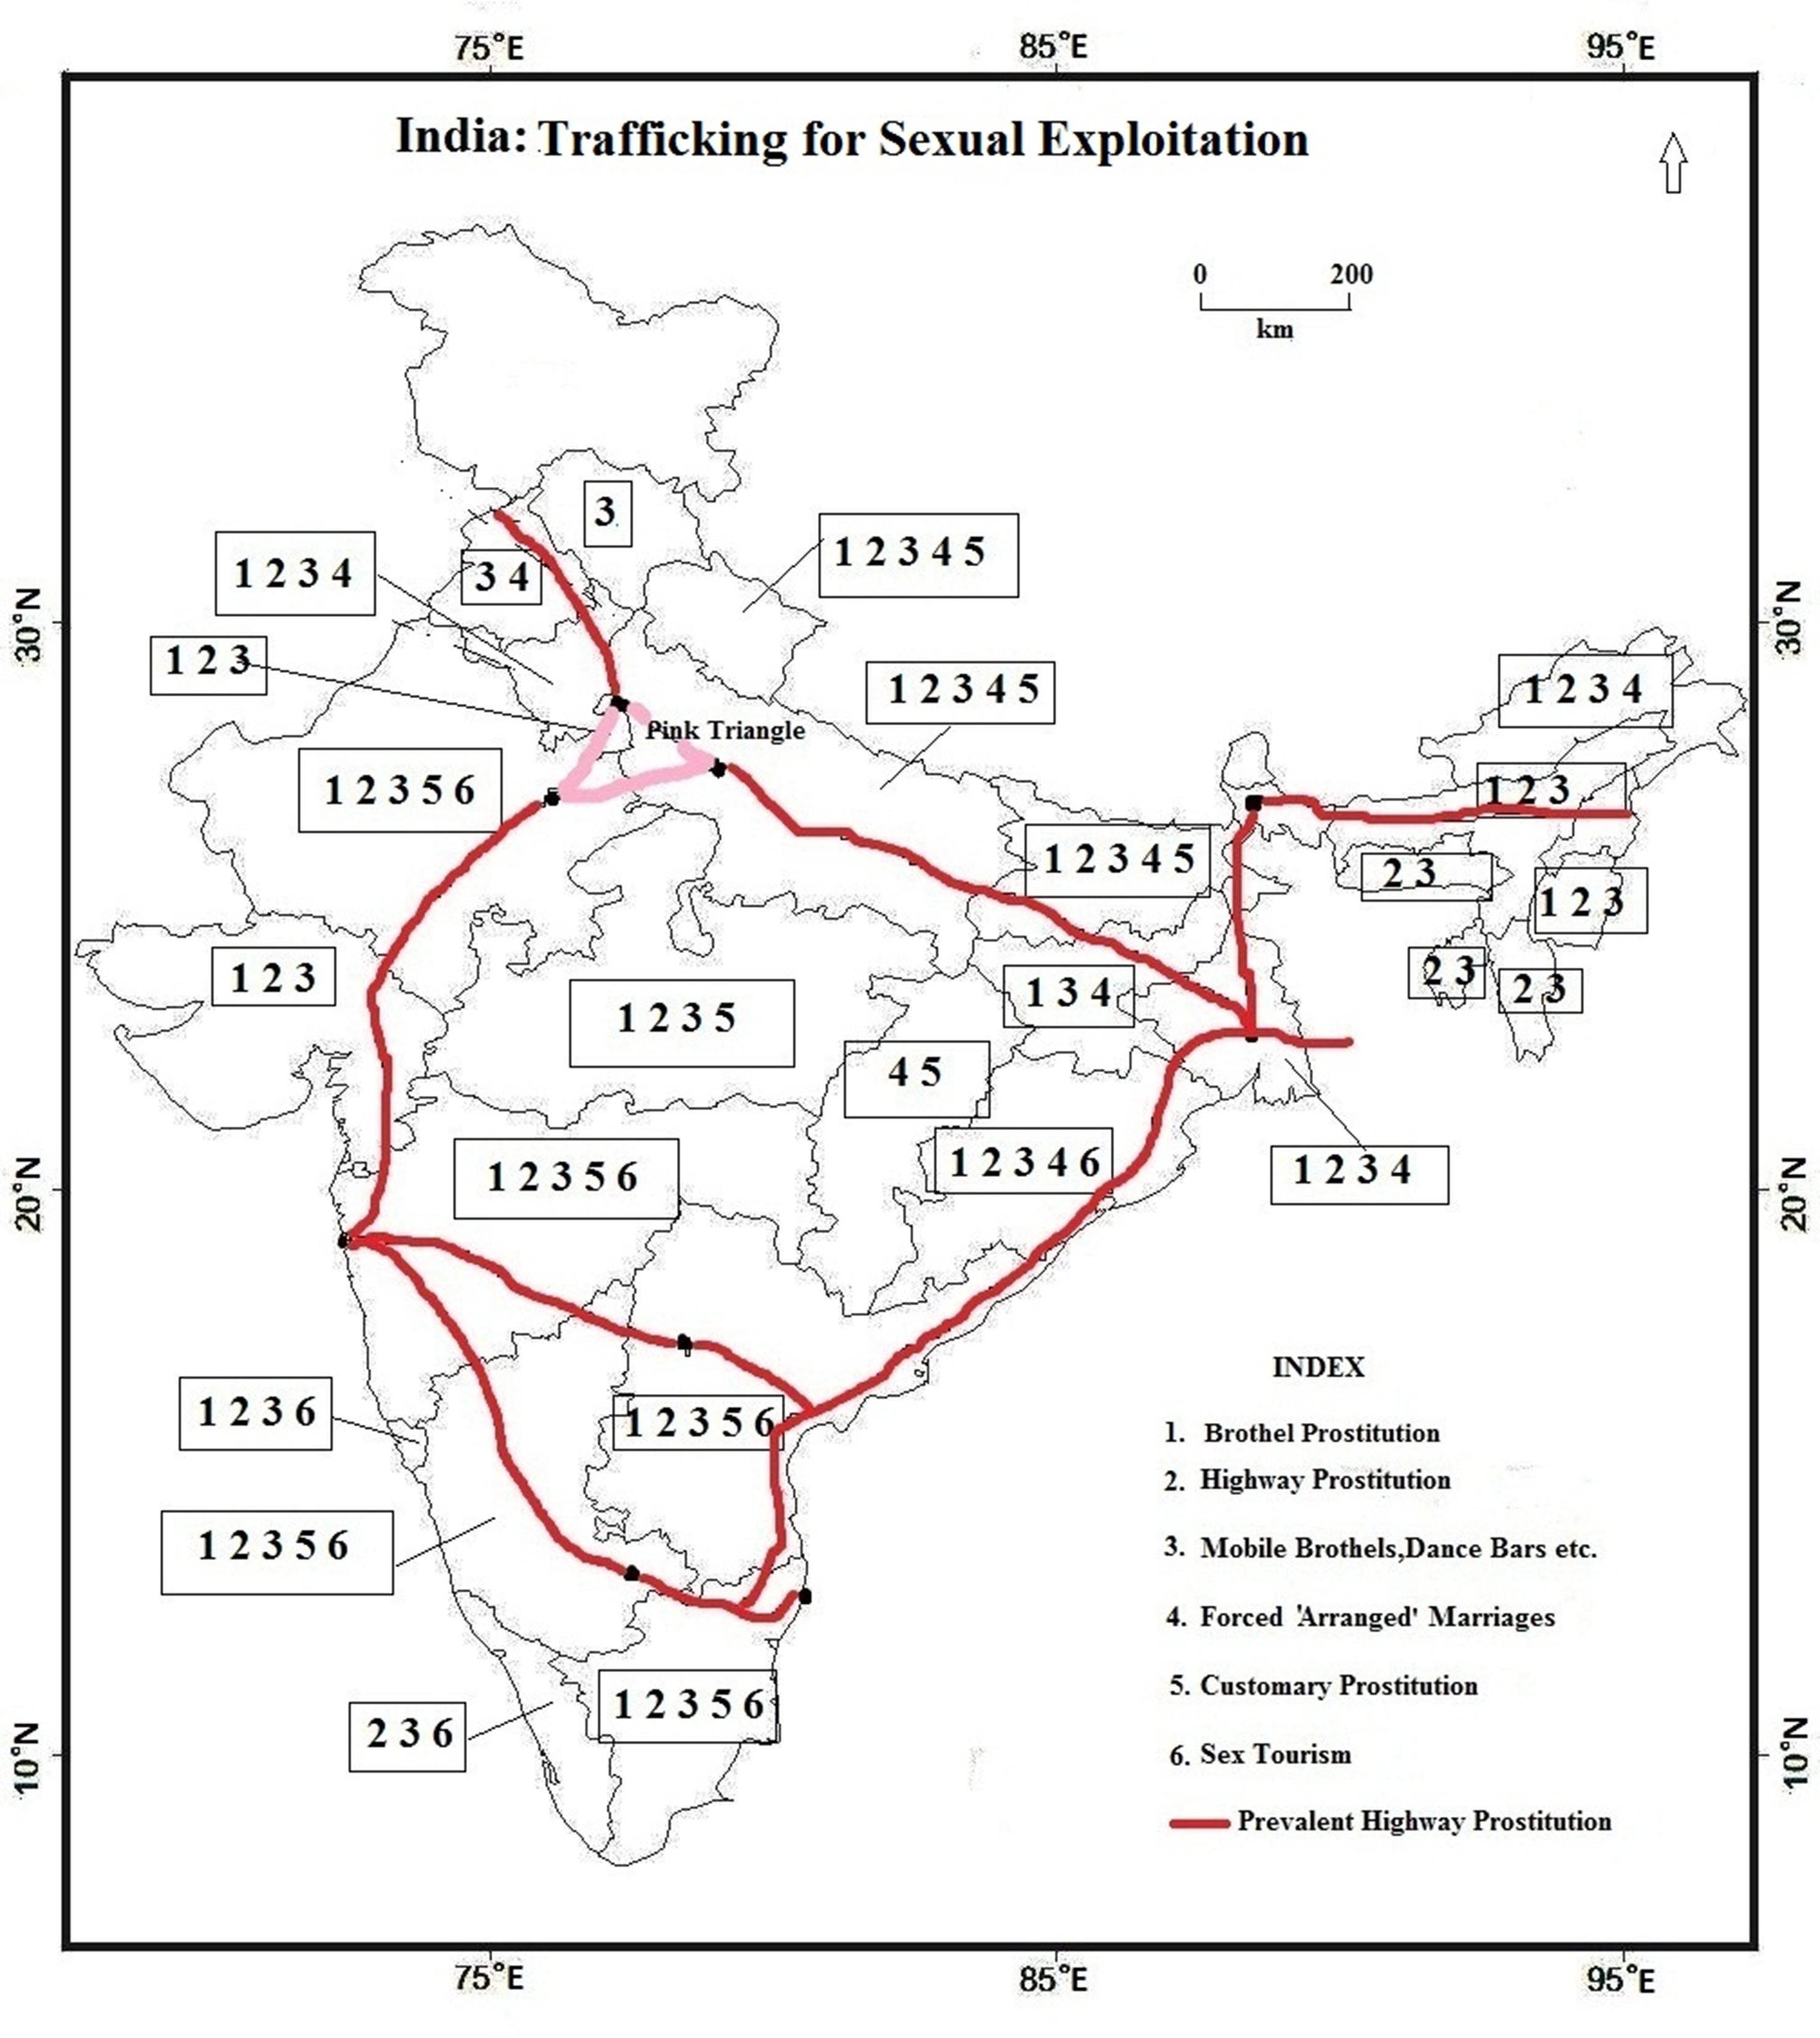 75°E 85°E 95°E
India: Trafficking for Sexual Exploitation
0 200
km
3
1 2 3 4 5
1 2 3 4
3 4
30°N
30°N
1 2 3
1 2 3 4 5
1 2 3 4
Pink Triangle
1 2 3 5 6
1 2 3
1 2 3 4 5
2 3
1 2 3
1 2 3
2 3
2 3
1 3 4
1 2 3 5
4 5
1 2 3 4 6
1 2 3 5 6
1 2 3 4
20°N
20°N
INDEX
1 2 3 6
1 2 3 5 6
1. Brothel Prostitution
2. Highway Prostitution
1 2 3 5 6
3. Mobile Brothels,Dance Bars etc.
4. Forced 'Arranged' Marriages
5. Customary Prostitution
1 2 3 5 6
2 3 6
6. Sex Tourism
10°N
10°N
Prevalent Highway Prostitution
75°E 85°E 95°E